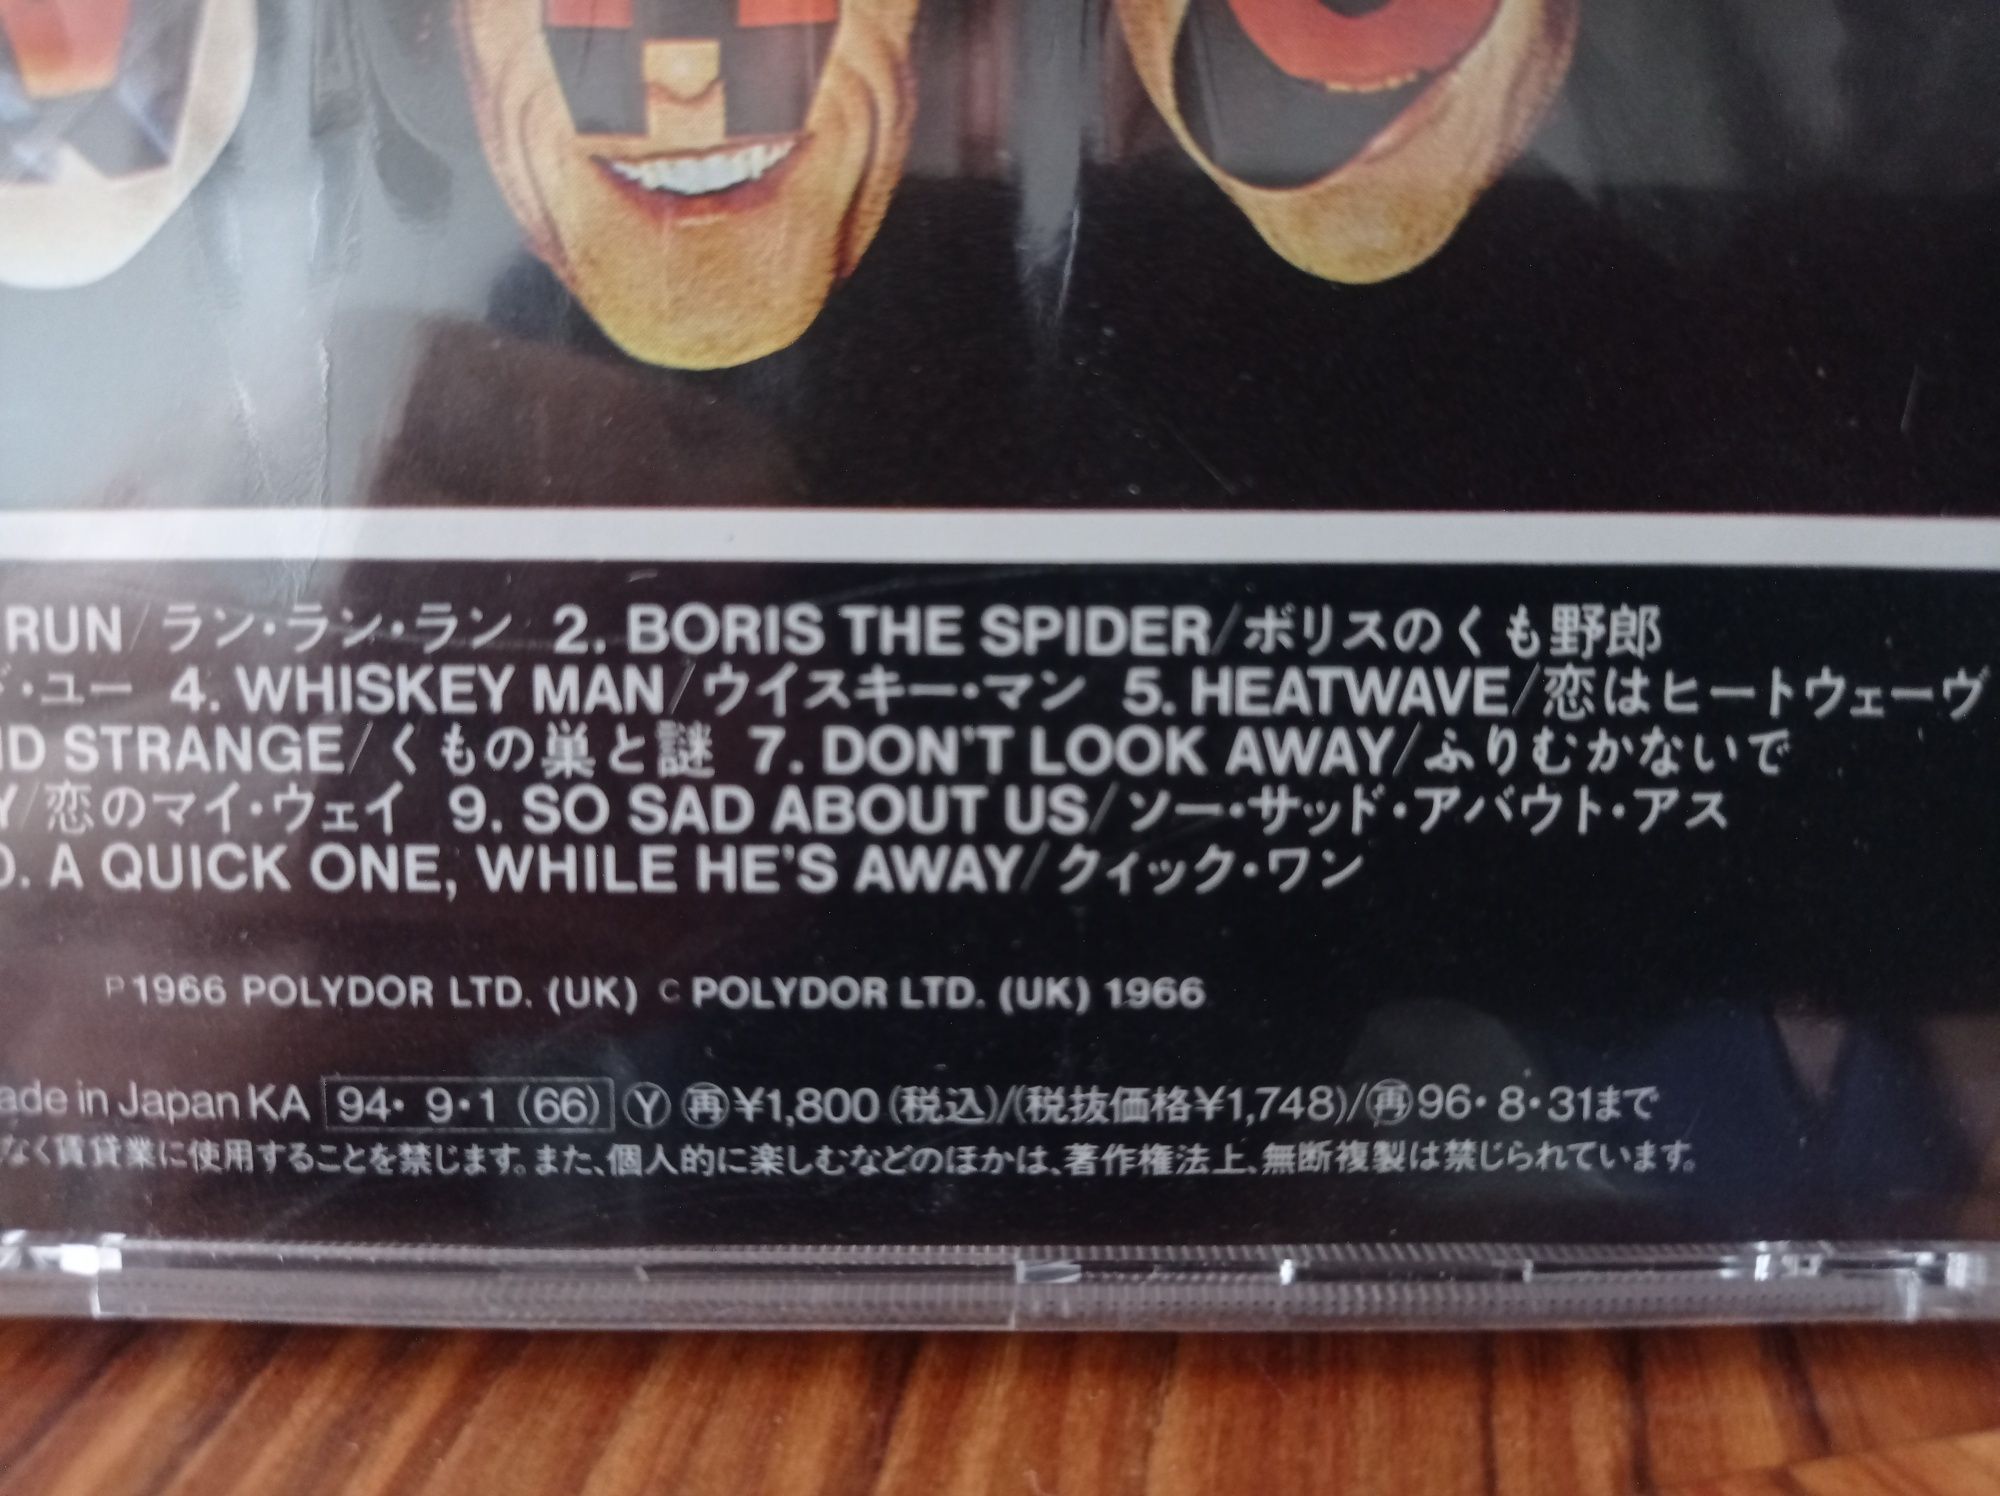 RUN/ラン・ラン・ラン 2. BORIS THE SPIDER/ボリスのくも野郎
ド・ユー 4. WHISKEY MAN/ウイスキー・マン 5. HEATWAVE/恋はヒートウェーヴ
ND STRANGE/くもの巣と謎 7. DON'T LOOK AWAY/ふりむかないで
Y/恋のマイ・ウェイ 9. SO SAD ABOUT US/ソー・サッド・アバウト・アス
0. A QUICK ONE, WHILE HE'S AWAY/クィック・ワン
P 1966 POLYDOR LTD. (UK) C POLYDOR LTD. (UK) 1966
ade in Japan KA 94・9・1 (66) Ⓨ ㊢¥1,800 (税込)/(税抜価格¥1,748)/㊢96・8・31まで
なく賃貸業に使用することを禁じます。また、個人的に楽しむなどのほかは、著作権法上、無断複製は禁じられています。